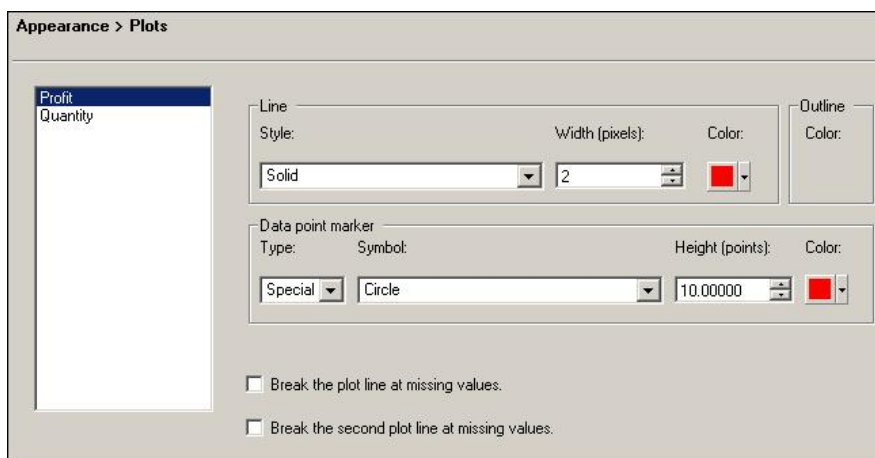 Appearance > Plots
Profit
Quantity
Line
Style:
Width (pixels):
Color:
Solid
2
Outline
Color:
Data point marker
Type:
Symbol:
Height (points):
Color:
Special
Circle
10.00000
Break the plot line at missing values.
Break the second plot line at missing values.